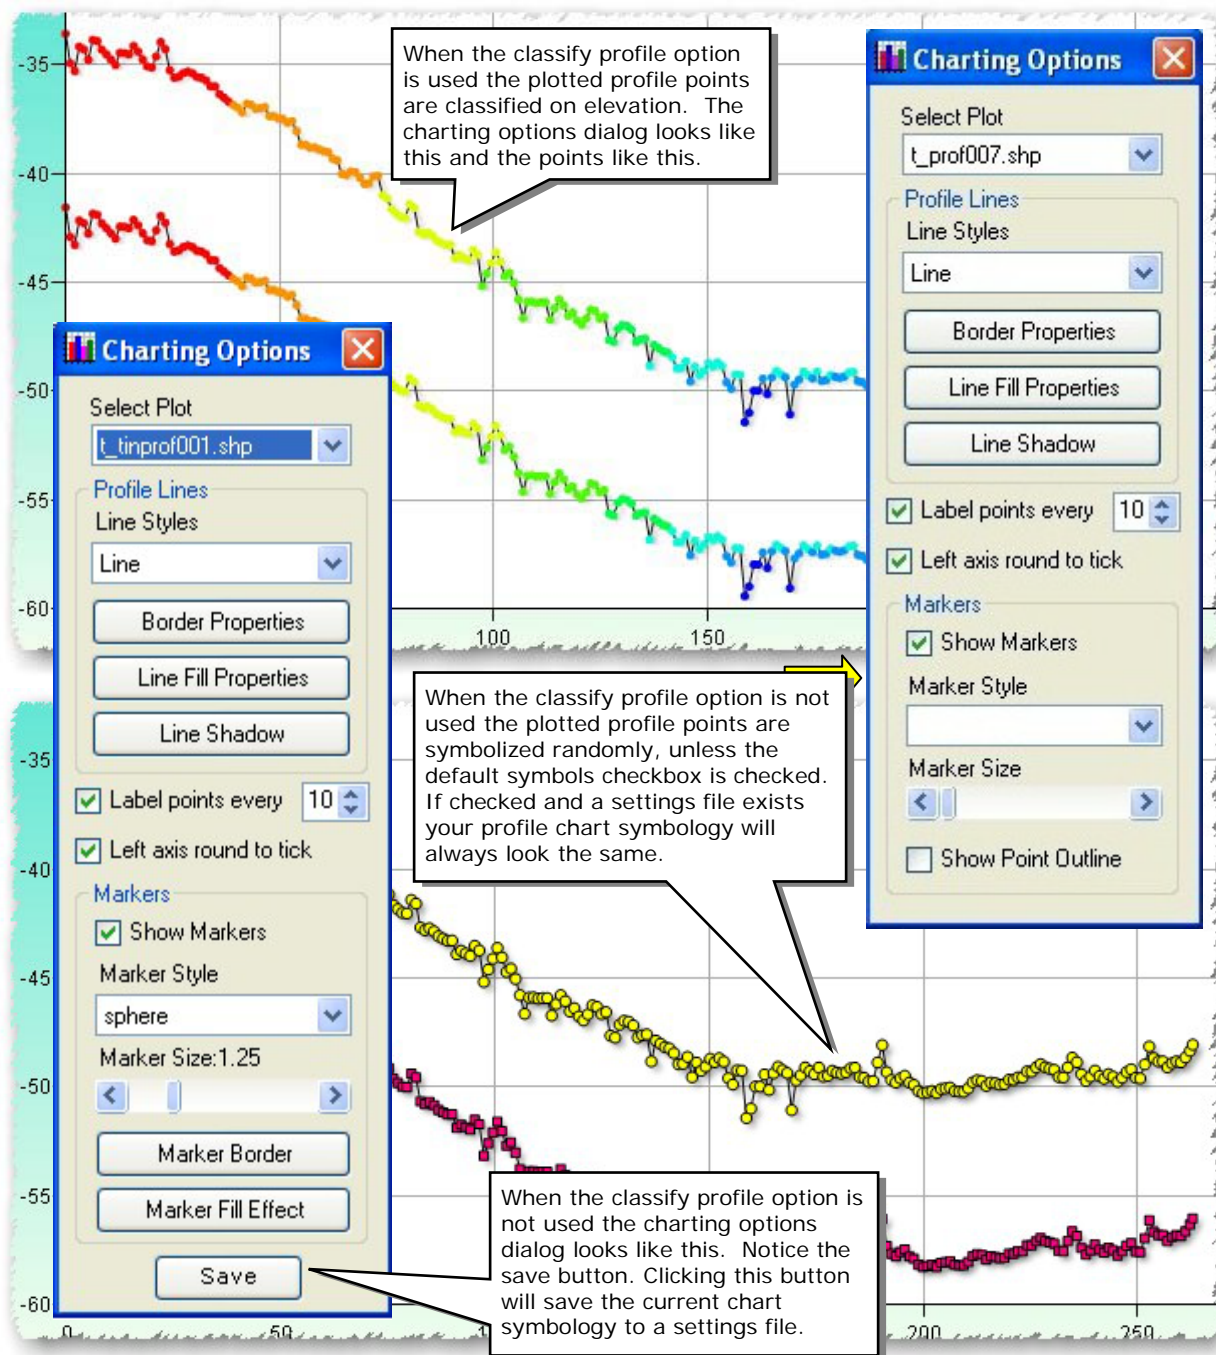 -35
-40
-45
-50
-55
-60
100
150
When the classify profile option
is used the plotted profile points
are classified on elevation. The
charting options dialog looks like
this and the points like this.
Charting Options
Select Plot
t_prof007.shp
Profile Lines
Line Styles
Line
Border Properties
Line Fill Properties
Line Shadow
Label points every 10
Left axis round to tick
Markers
Show Markers
Marker Style
Marker Size
Show Point Outline
Charting Options
Select Plot
t_tinprof001.shp
Profile Lines
Line Styles
Line
Border Properties
Line Fill Properties
Line Shadow
Label points every 10
Left axis round to tick
Markers
Show Markers
Marker Style
sphere
Marker Size:1.25
Marker Border
Marker Fill Effect
Save
When the classify profile option is not
used the plotted profile points are
symbolized randomly, unless the
default symbols checkbox is checked.
If checked and a settings file exists
your profile chart symbology will
always look the same.
-35
-40
-45
-50
-55
-60
0
50
200
250
When the classify profile option is
not used the charting options
dialog looks like this. Notice the
save button. Clicking this button
will save the current chart
symbology to a settings file.